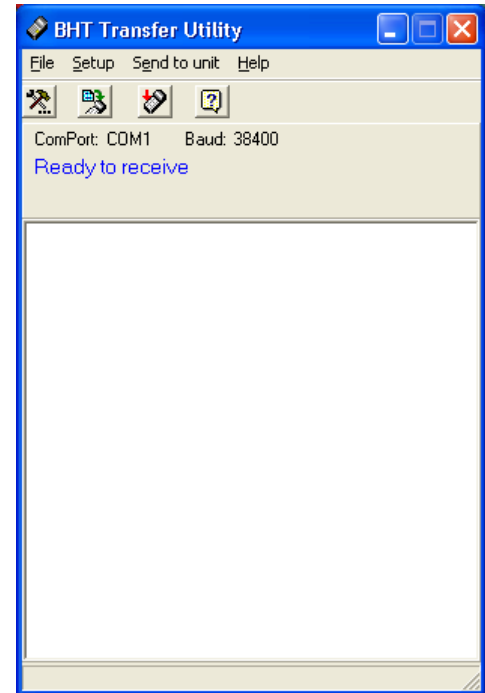 BHT Transfer Utility
File Setup Send to unit Help
ComPort: COM1 Baud: 38400
Ready to receive